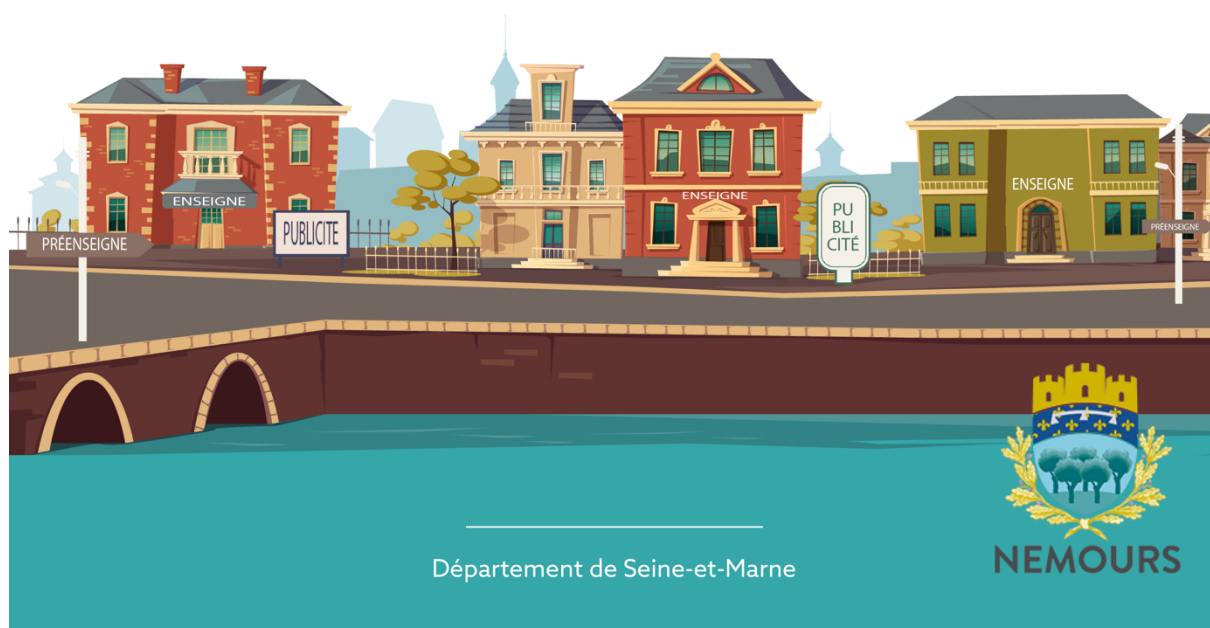 ENSEIGNE
PUBLICITE
PRÉENSEIGNE
ENSEIGNE
PU
BLI
CITÉ
ENSEIGNE
PRÉENSEIGNE
Département de Seine-et-Marne
NEMOURS